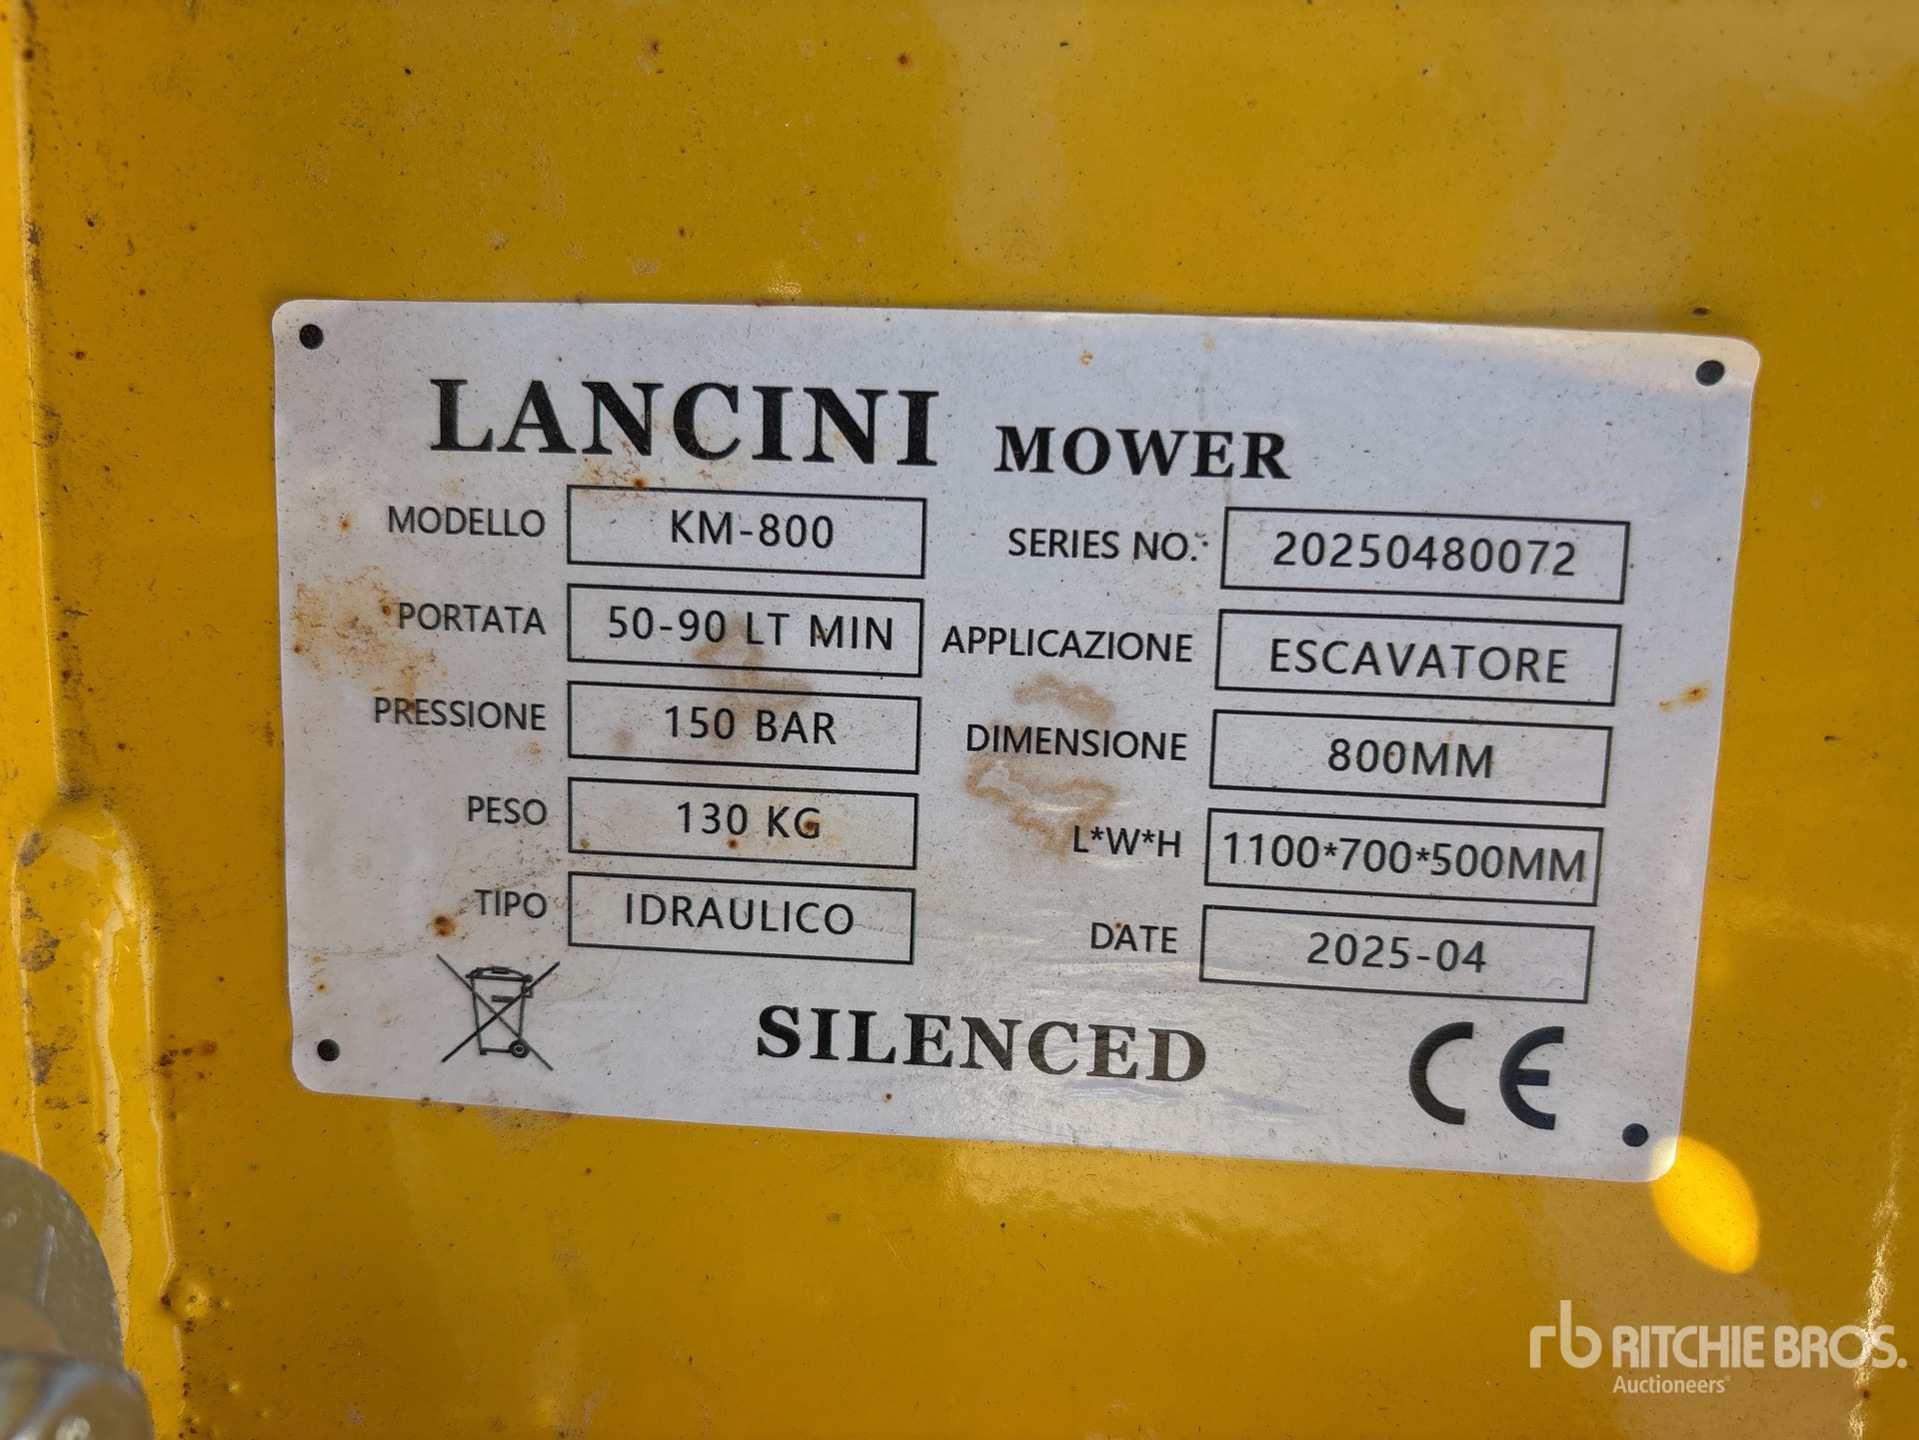 LANCINI MOWER
MODELLO KM-800
PORTATA 50-90 LT MIN
PRESSIONE 150 BAR
PESO 130 KG
TIPO IDRAULICO
SERIES NO.: 20250480072
APPLICAZIONE ESCAVATORE
DIMENSIONE 800MM
L*W*H 1100*700*500MM
DATE 2025-04
SILENCED
CE
rb RITCHIE BROS.
Auctioneers